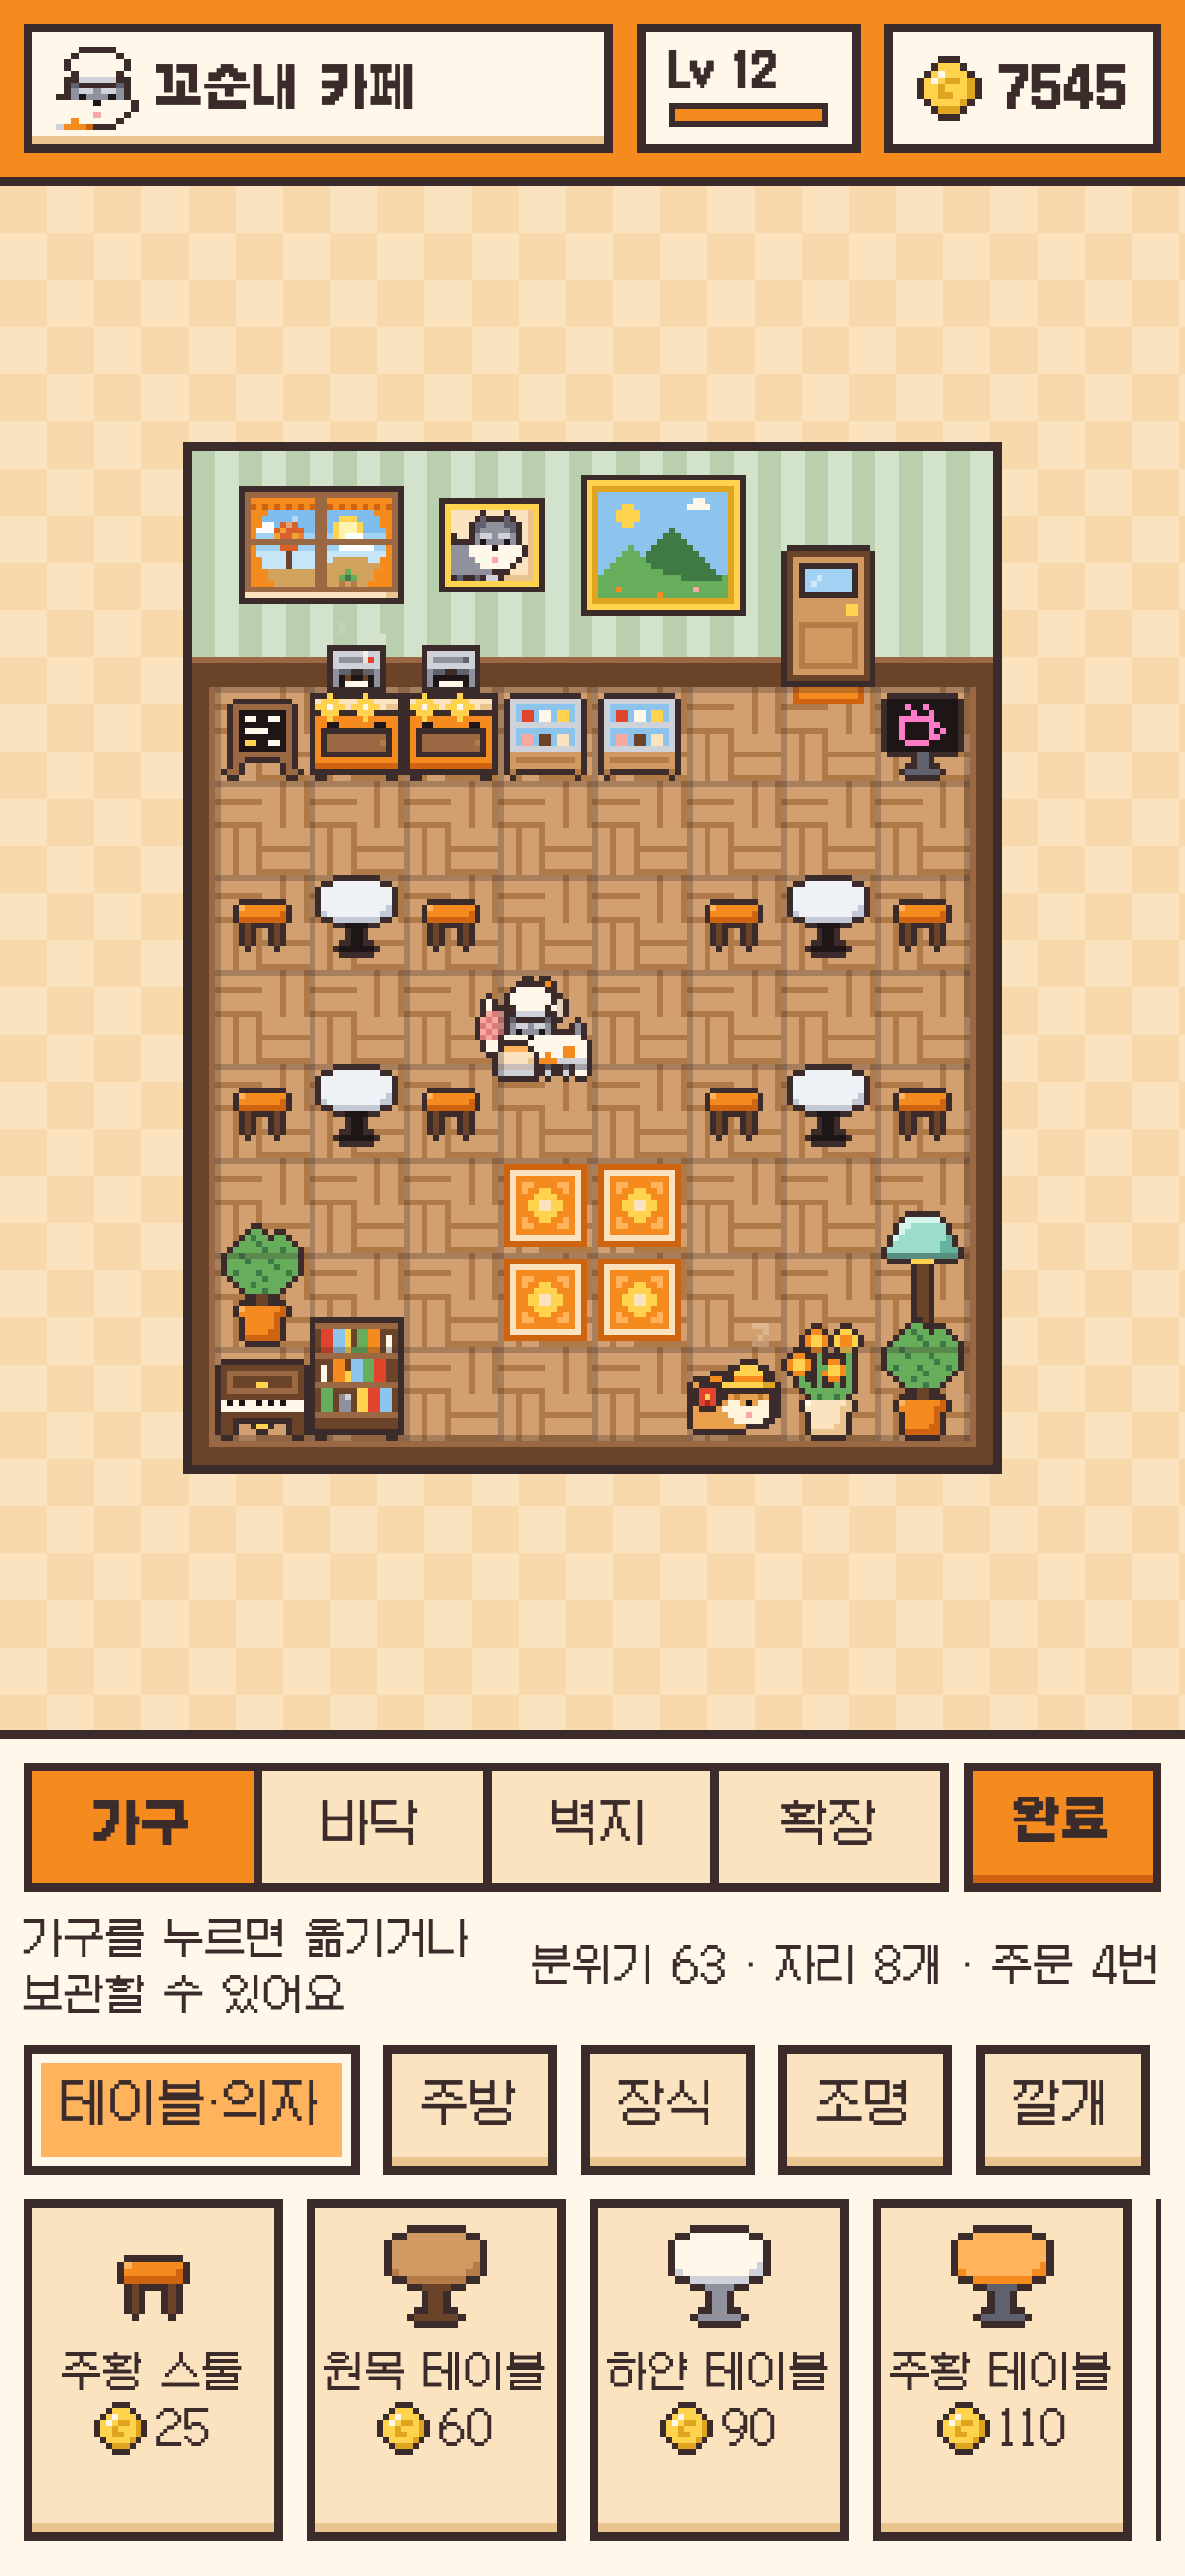 꼬순내 카페
Lv 12
7545
가구
바닥
벽지
확장
완료
가구를 누르면 옮기거나
보관할 수 있어요
분위기 63 · 자리 8개 · 주문 4번
테이블·의자
주방
장식
조명
깔개
주황 스툴
원목 테이블
하얀 테이블
주황 테이블
25
60
90
110